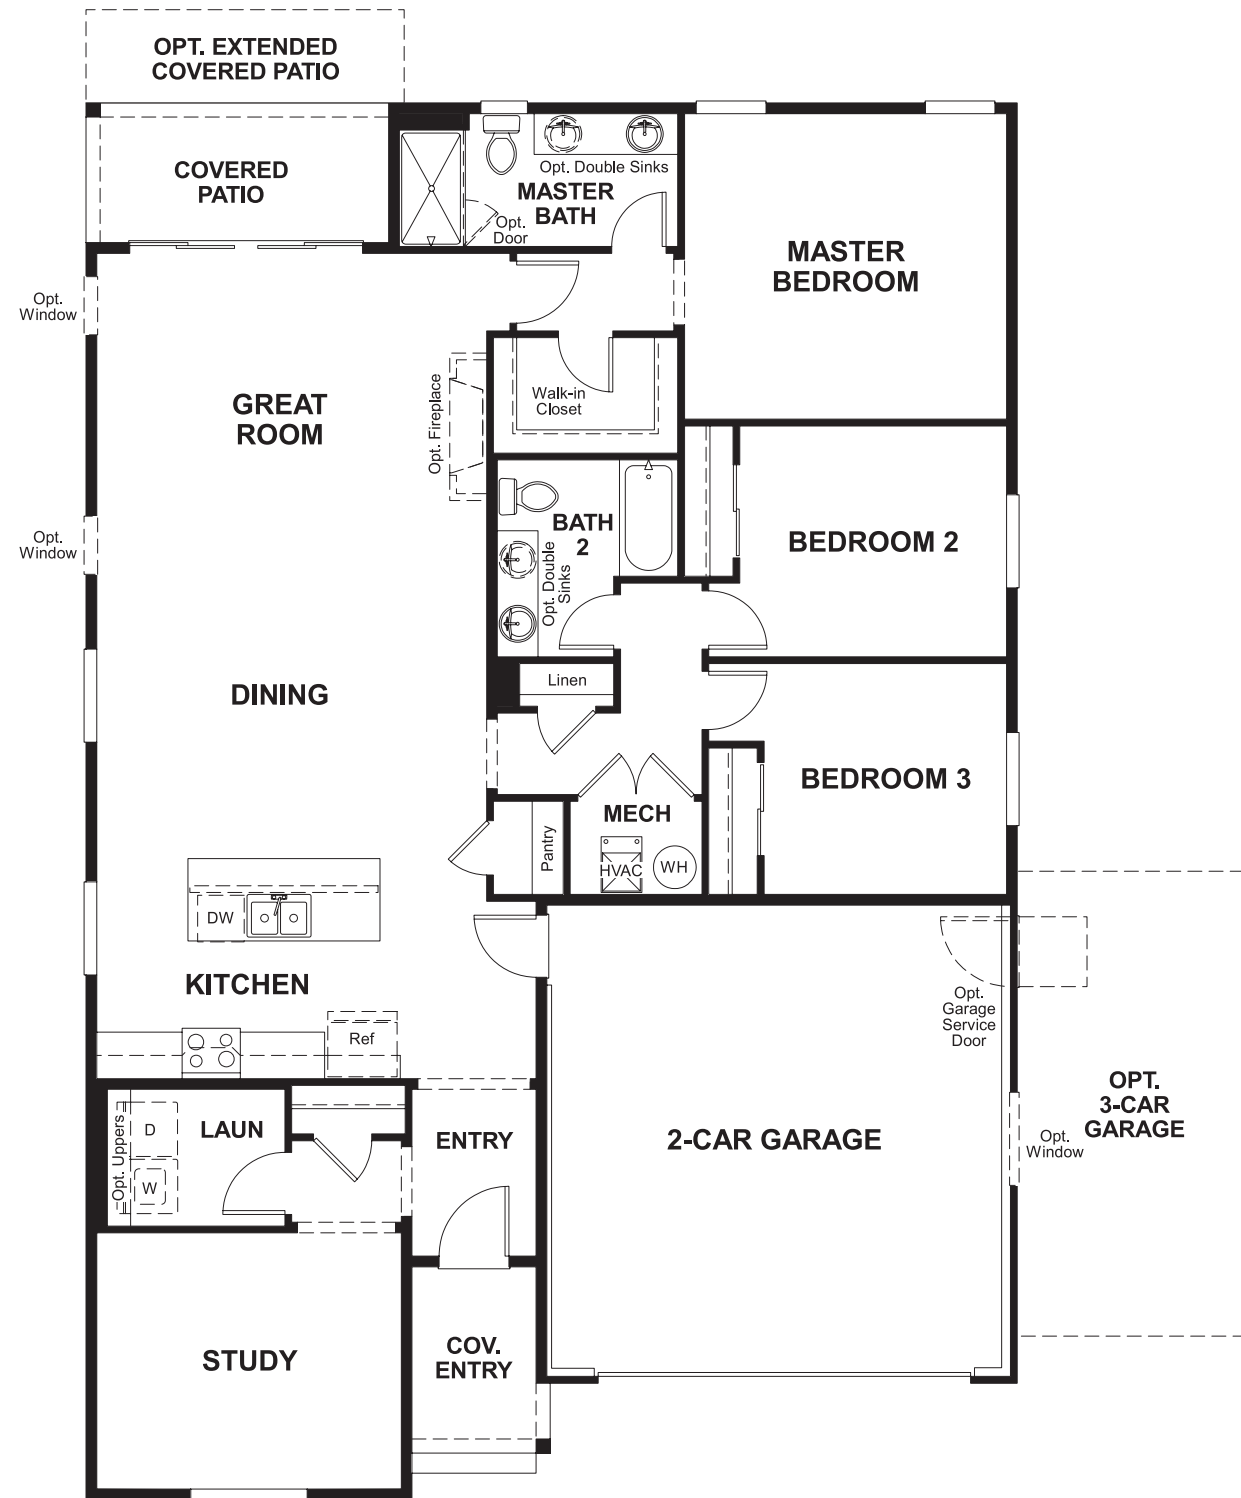 OPT. EXTENDED
COVERED PATIO
COVERED
PATIO
Opt. Double Sinks
MASTER
BATH
Opt.
Door
MASTER
BEDROOM
Opt.
Window
GREAT
ROOM
Opt. Fireplace
Walk-in
Closet
Opt.
Window
BATH
2
Opt. Double
Sinks
BEDROOM 2
DINING
Linen
BEDROOM 3
MECH
Pantry
HVAC
WH
DW
KITCHEN
Ref
Opt.
Garage
Service
Door
OPT.
3-CAR
GARAGE
Opt.
Window
Opt. Uppers
D
W
LAUN
ENTRY
2-CAR GARAGE
STUDY
COV.
ENTRY